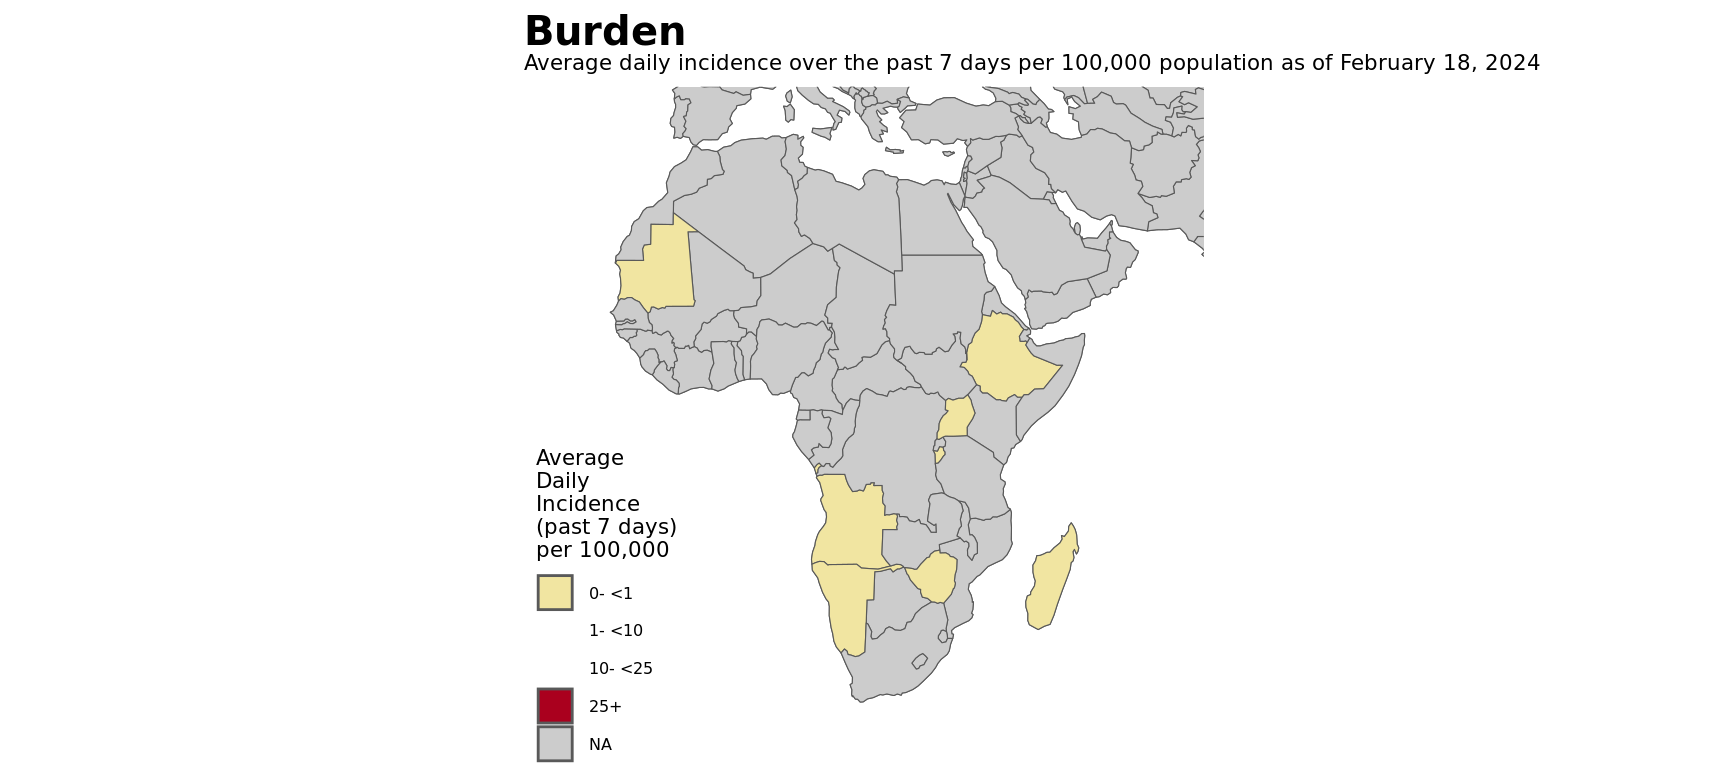 Burden
Average daily incidence over the past 7 days per 100,000 population as of February 18, 2024
Average
Daily
Incidence
(past 7 days)
per 100,000
0- <1
1- <10
10- <25
25+
NA